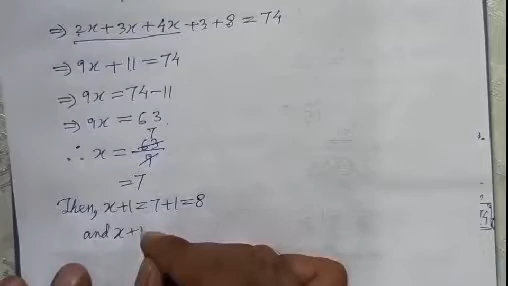 ⇒ 2x+3x+4x+3+8=74
⇒ 9x+11=74
⇒ 9x=74-11
⇒ 9x=63
7
∴ x=63/9
=7
Then, x+1=7+1=8
and x+